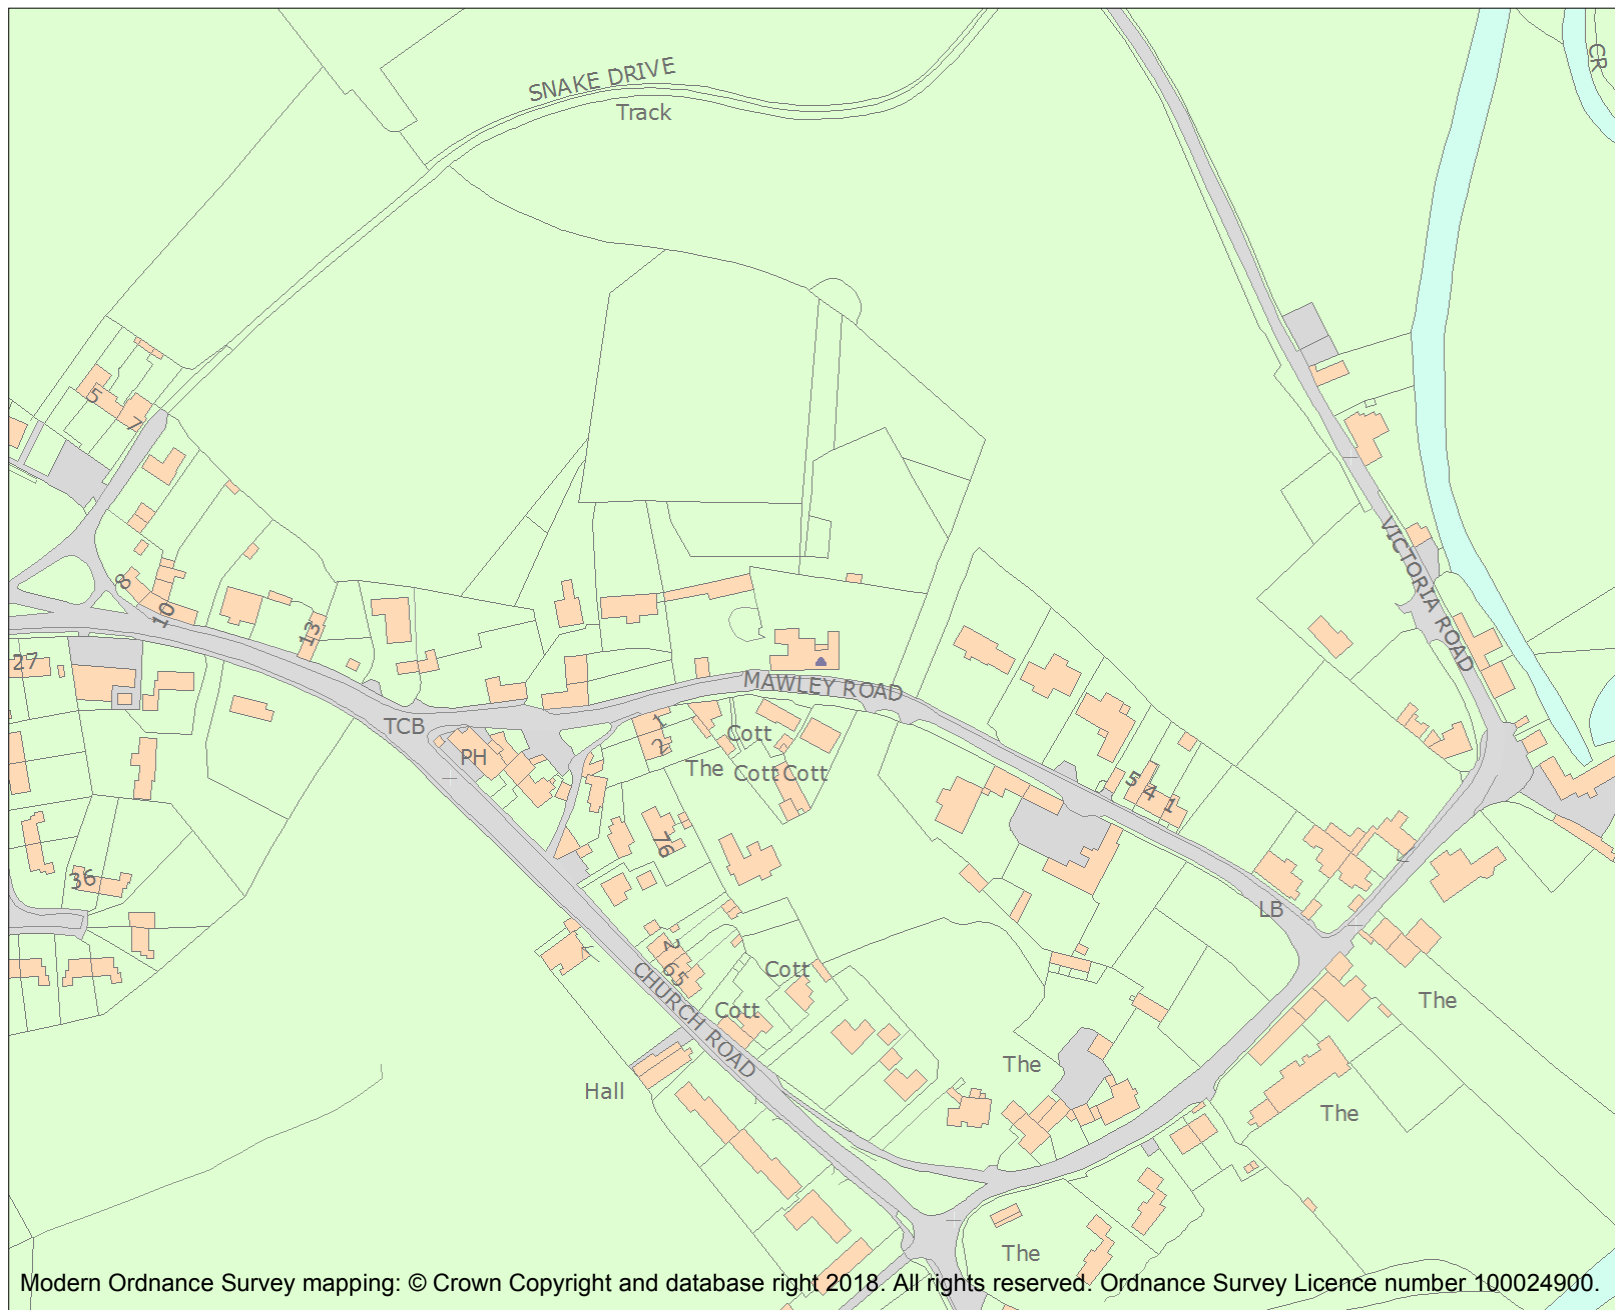 SNAKE DRIVE
Track
CR
5
7
8
10
13
27
VICTORIA ROAD
MAWLEY ROAD
TCB
PH
1
2
Cott
The
Cott
Cott
5
4
1
76
36
LB
2
65
CHURCH ROAD
Cott
Cott
The
The
Hall
The
The
Modern Ordnance Survey mapping: © Crown Copyright and database right 2018. All rights reserved. Ordnance Survey Licence number 100024900.